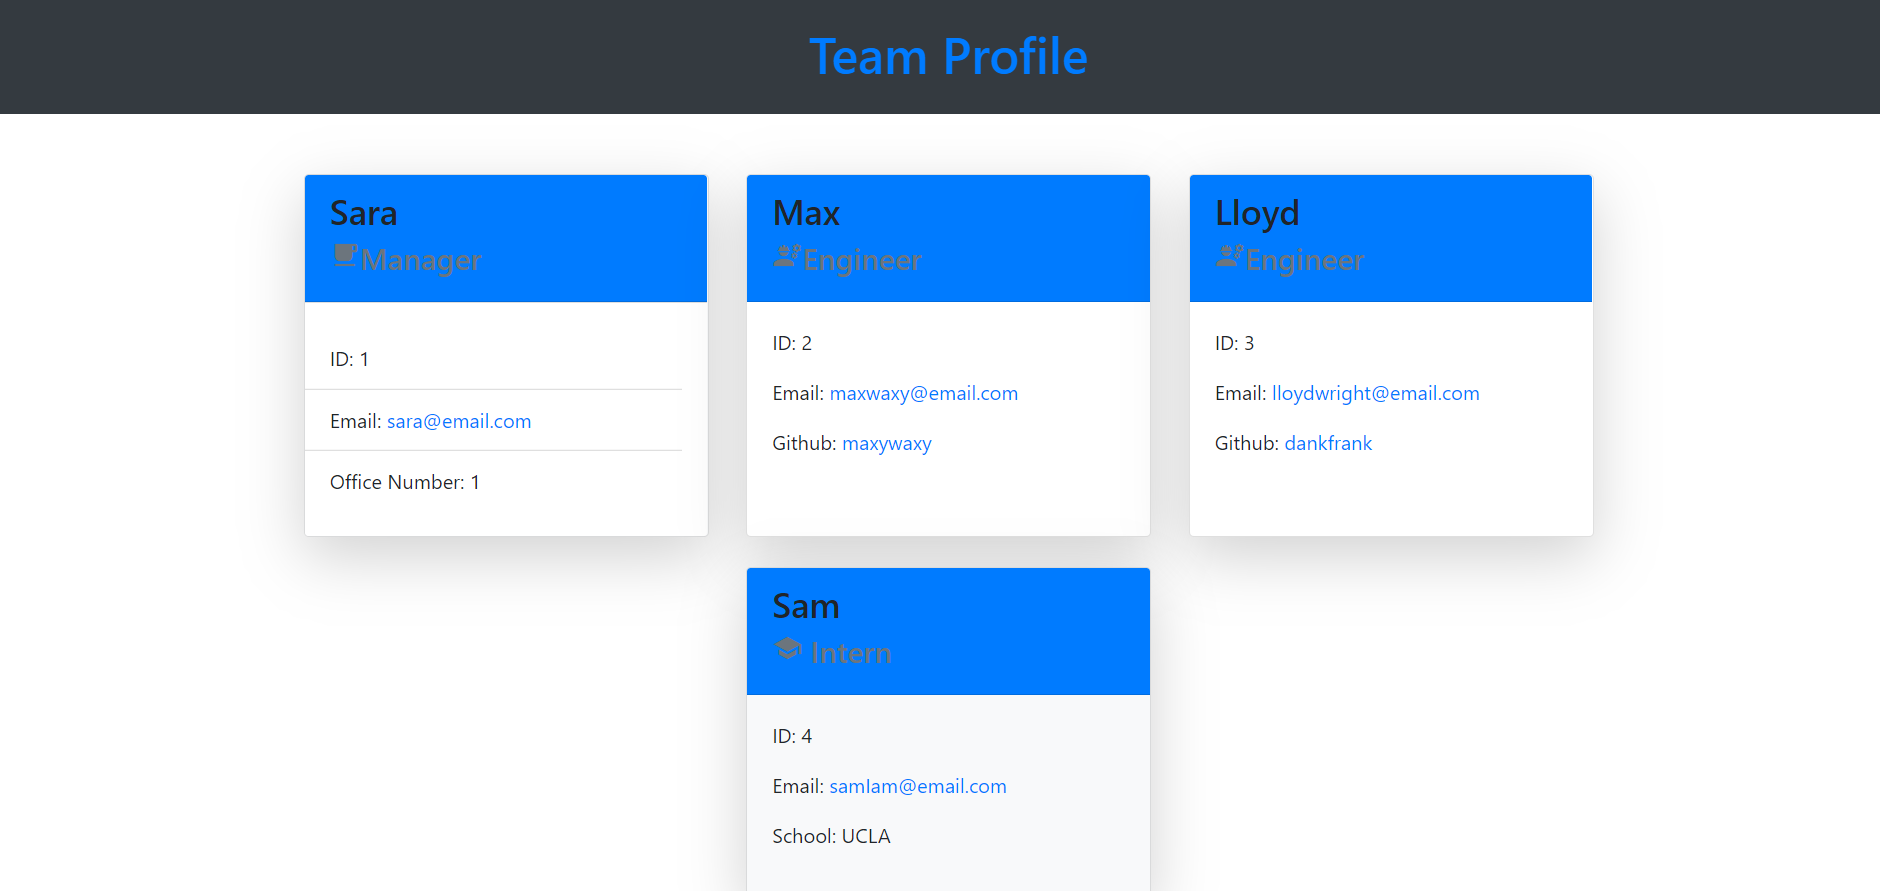 Team Profile
Sara
Manager
ID: 1
Email: sara@email.com
Office Number: 1
Max
Engineer
ID: 2
Email: maxwaxy@email.com
Github: maxywaxy
Lloyd
Engineer
ID: 3
Email: lloydwright@email.com
Github: dankfrank
Sam
Intern
ID: 4
Email: samIam@email.com
School: UCLA